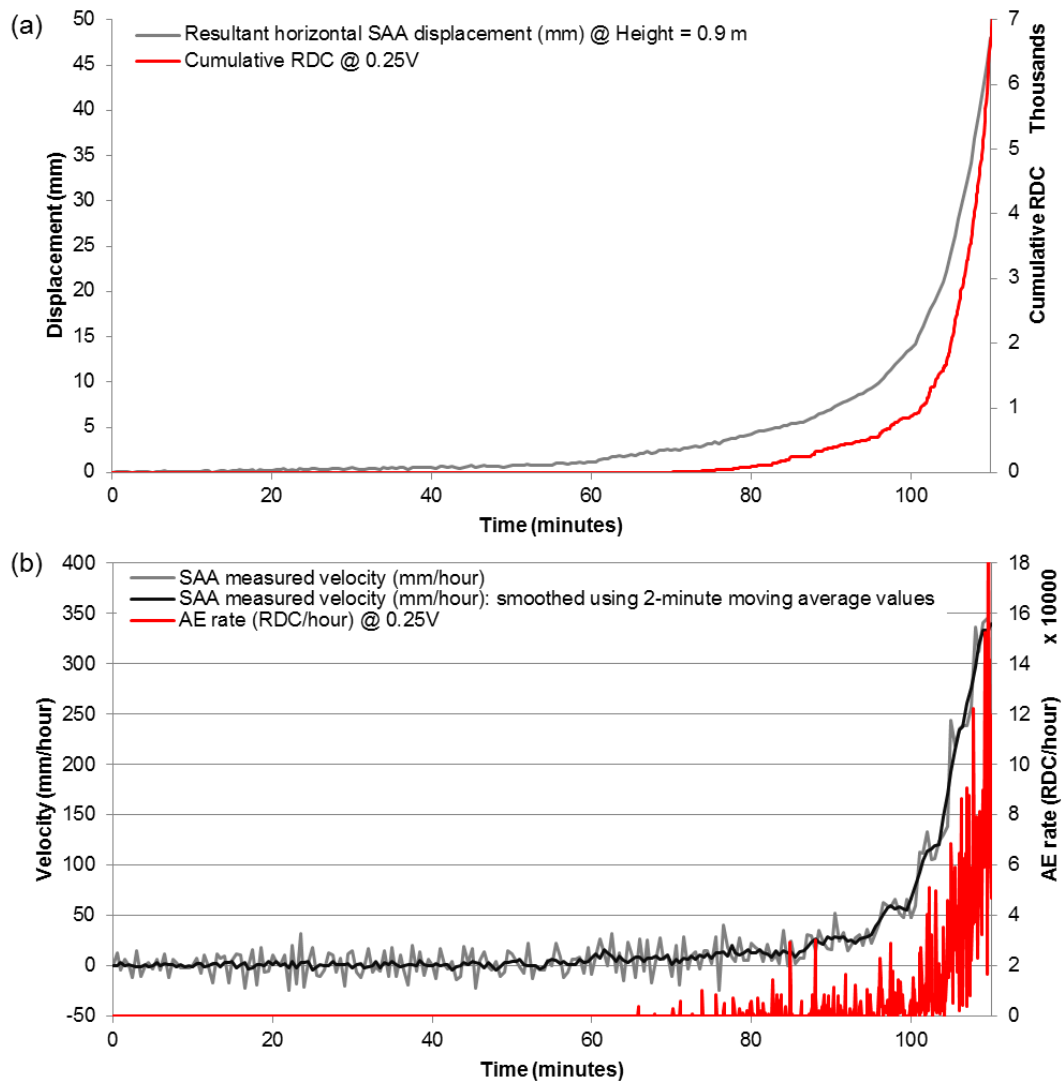 (a)
Resultant horizontal SAA displacement (mm) @ Height = 0.9 m
Cumulative RDC @ 0.25V
Displacement (mm)
50
45
40
35
30
25
20
15
10
5
0
Thousands
Cumulative RDC
7
6
5
4
3
2
1
0
0 20 40 60 80 100
Time (minutes)
(b)
SAA measured velocity (mm/hour)
SAA measured velocity (mm/hour): smoothed using 2-minute moving average values
AE rate (RDC/hour) @ 0.25V
Velocity (mm/hour)
400
350
300
250
200
150
100
50
0
-50
x 10000
AE rate (RDC/hour)
18
16
14
12
10
8
6
4
2
0
0 20 40 60 80 100
Time (minutes)